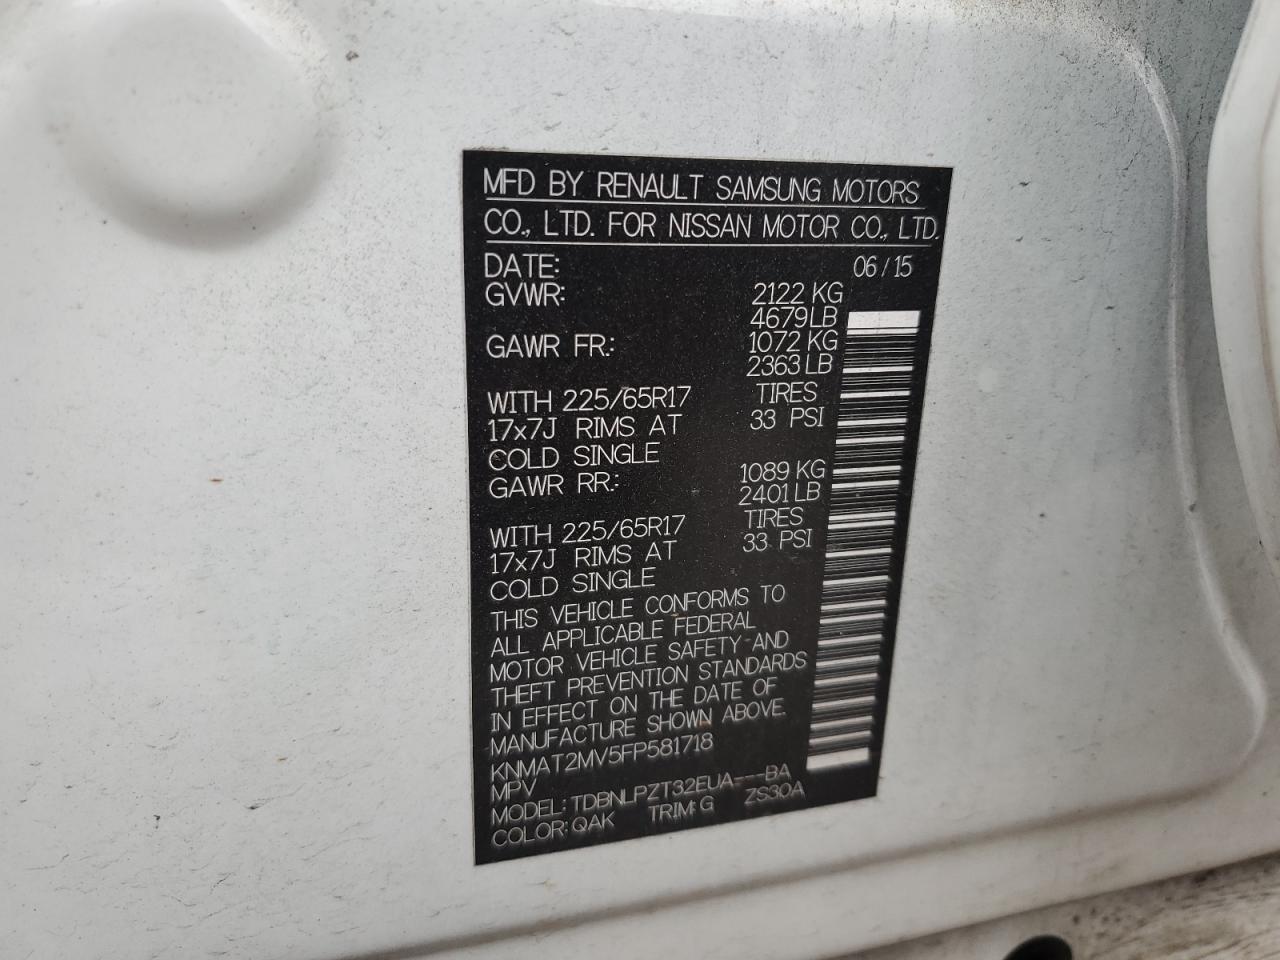 MFD BY RENAULT SAMSUNG MOTORS
CO., LTD. FOR NISSAN MOTOR CO., LTD.
DATE: 06/15
GVWR: 2122 KG
4679 LB
GAWR FR.: 1072 KG
2363 LB
WITH 225/65R17 TIRES
17x7J RIMS AT 33 PSI
COLD SINGLE
GAWR RR.: 1089 KG
2401 LB
WITH 225/65R17 TIRES
17x7J RIMS AT 33 PSI
COLD SINGLE
THIS VEHICLE CONFORMS TO
ALL APPLICABLE FEDERAL
MOTOR VEHICLE SAFETY AND
THEFT PREVENTION STANDARDS
IN EFFECT ON THE DATE OF
MANUFACTURE SHOWN ABOVE.
KNMAT2MV5FP581718
MPV
MODEL: TDBNLPZT32EUA---BA
COLOR: QAK TRIM: G ZS30A